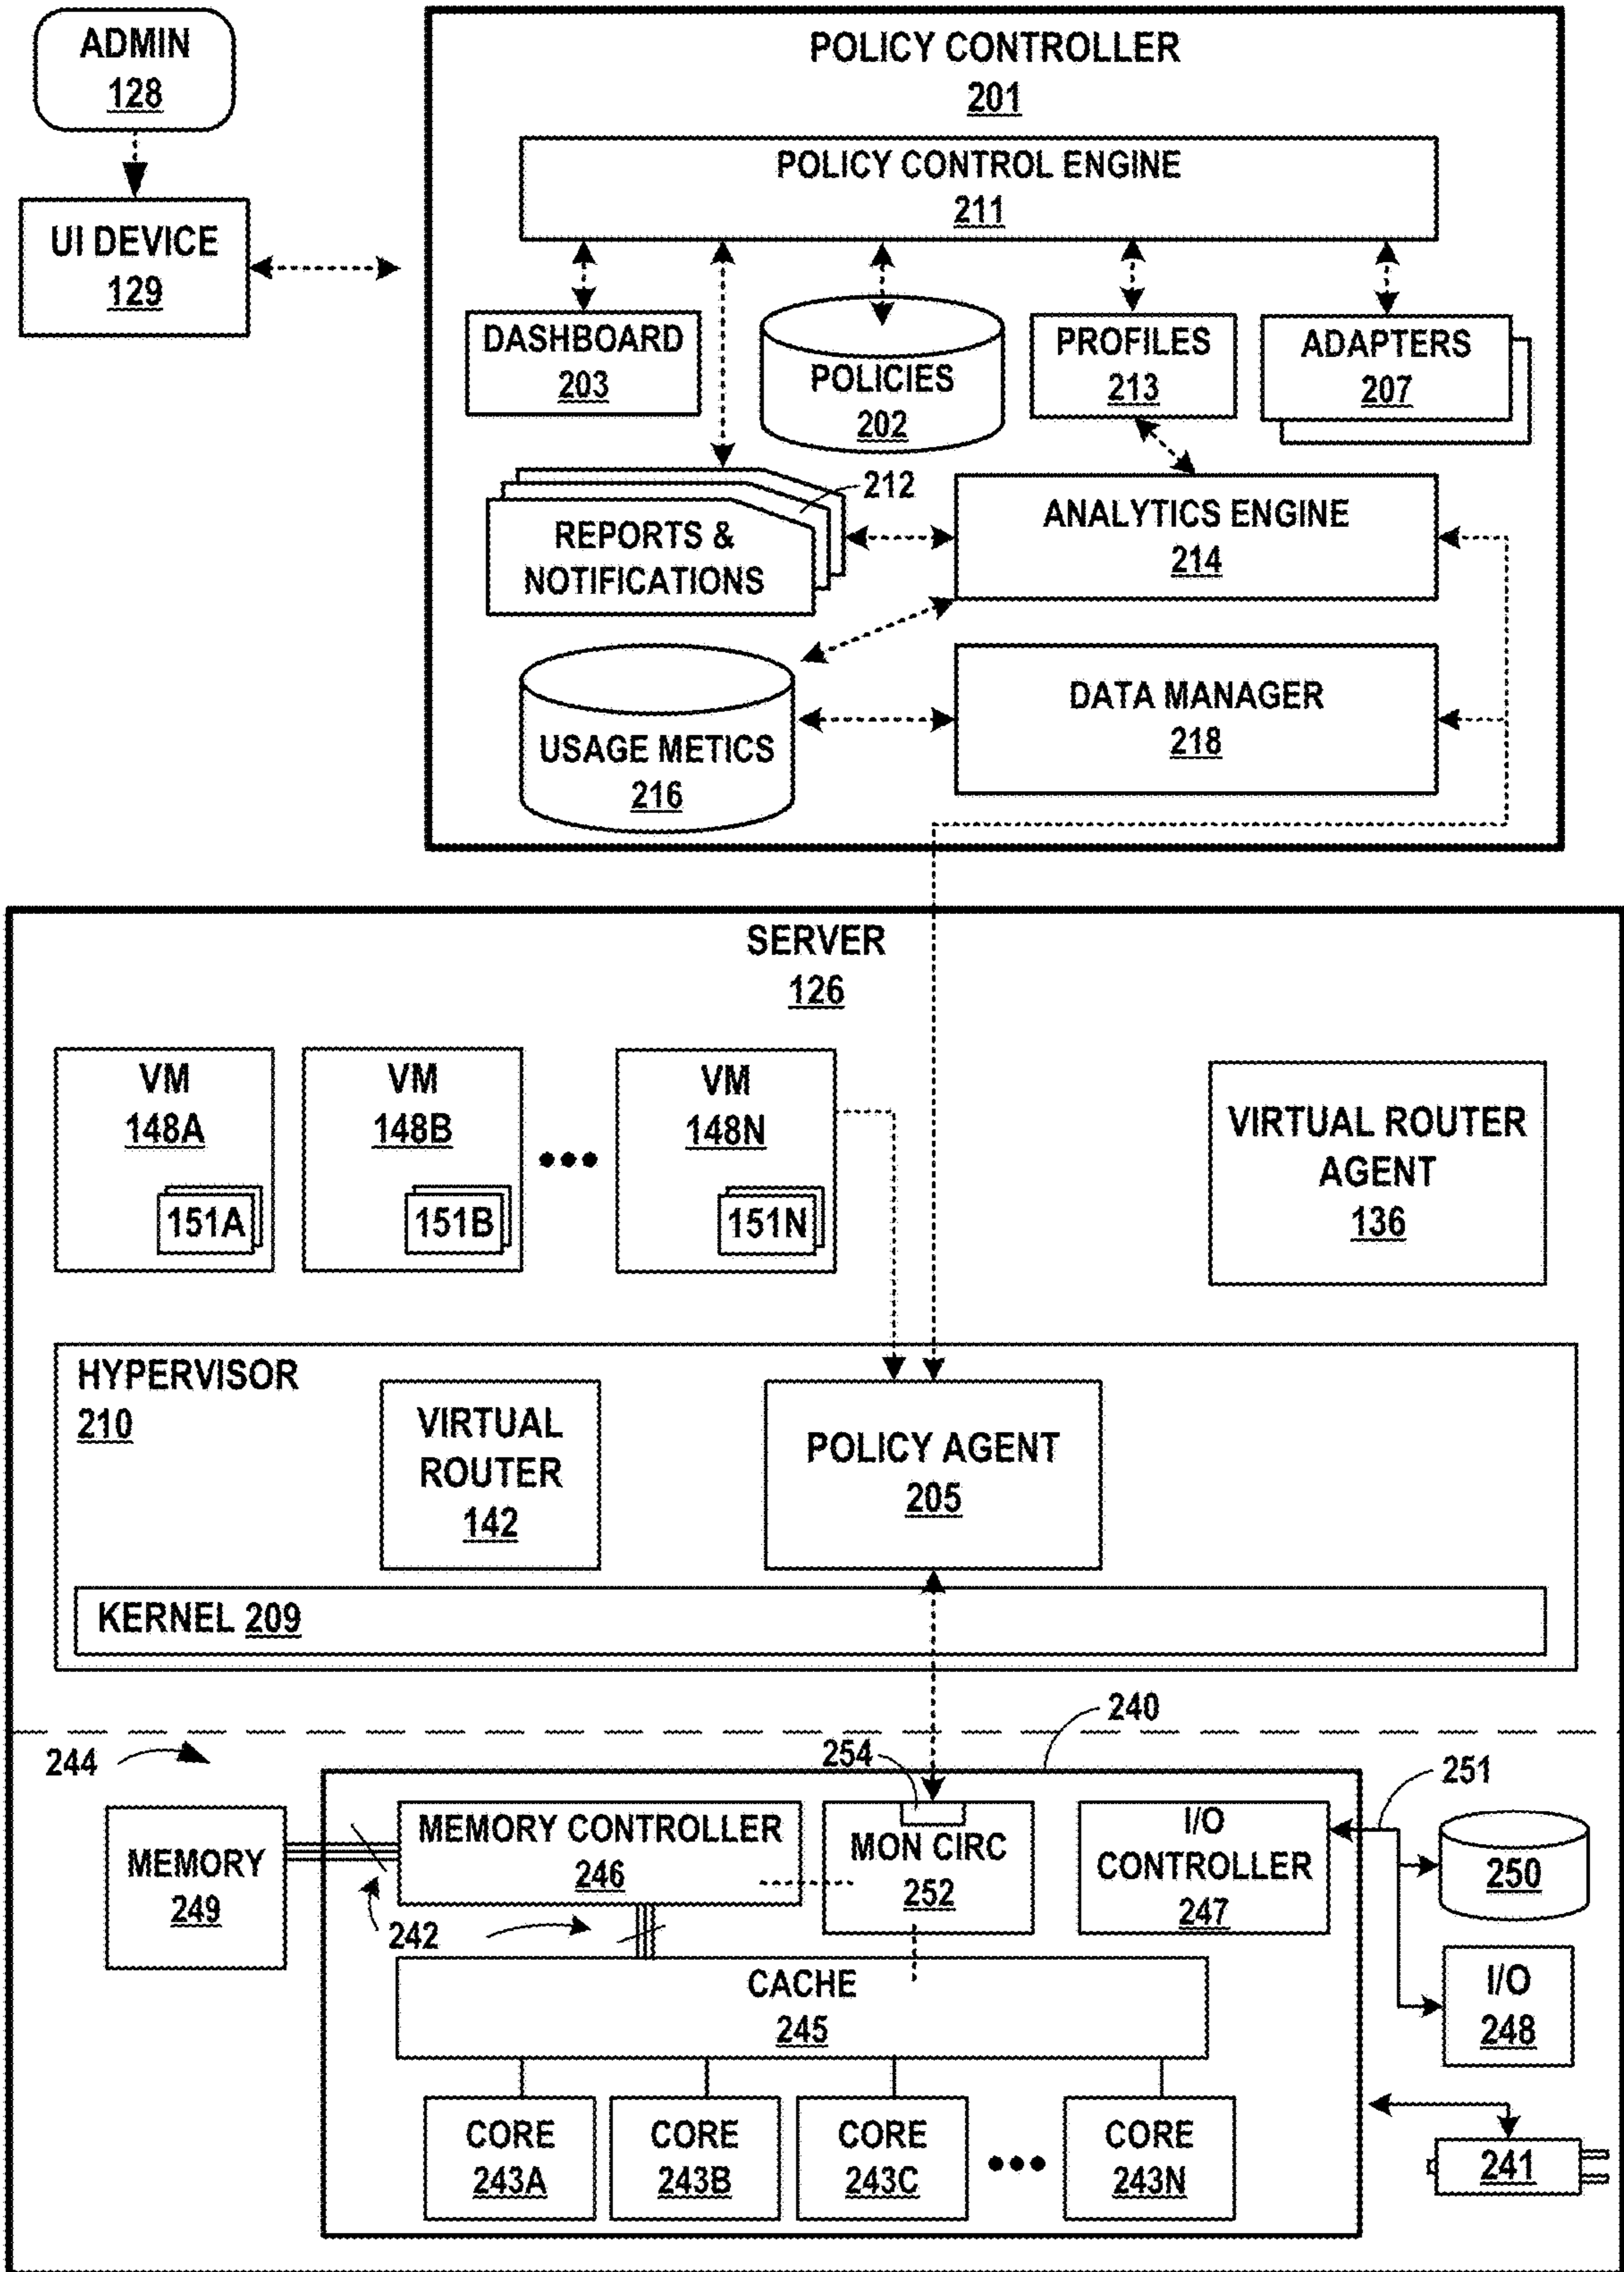 ADMIN
128
UI DEVICE
129
POLICY CONTROLLER
201
POLICY CONTROL ENGINE
211
DASHBOARD
203
POLICIES
202
PROFILES
213
ADAPTERS
207
212
REPORTS &
NOTIFICATIONS
ANALYTICS ENGINE
214
USAGE METICS
216
DATA MANAGER
218
SERVER
126
VM
148A
151A
VM
148B
151B
VM
148N
151N
VIRTUAL ROUTER
AGENT
136
HYPERVISOR
210
VIRTUAL
ROUTER
142
POLICY AGENT
205
KERNEL 209
240
244
254
251
MEMORY
249
MEMORY CONTROLLER
246
MON CIRC
252
I/O
CONTROLLER
247
250
242
CACHE
245
I/O
248
CORE
243A
CORE
243B
CORE
243C
CORE
243N
241